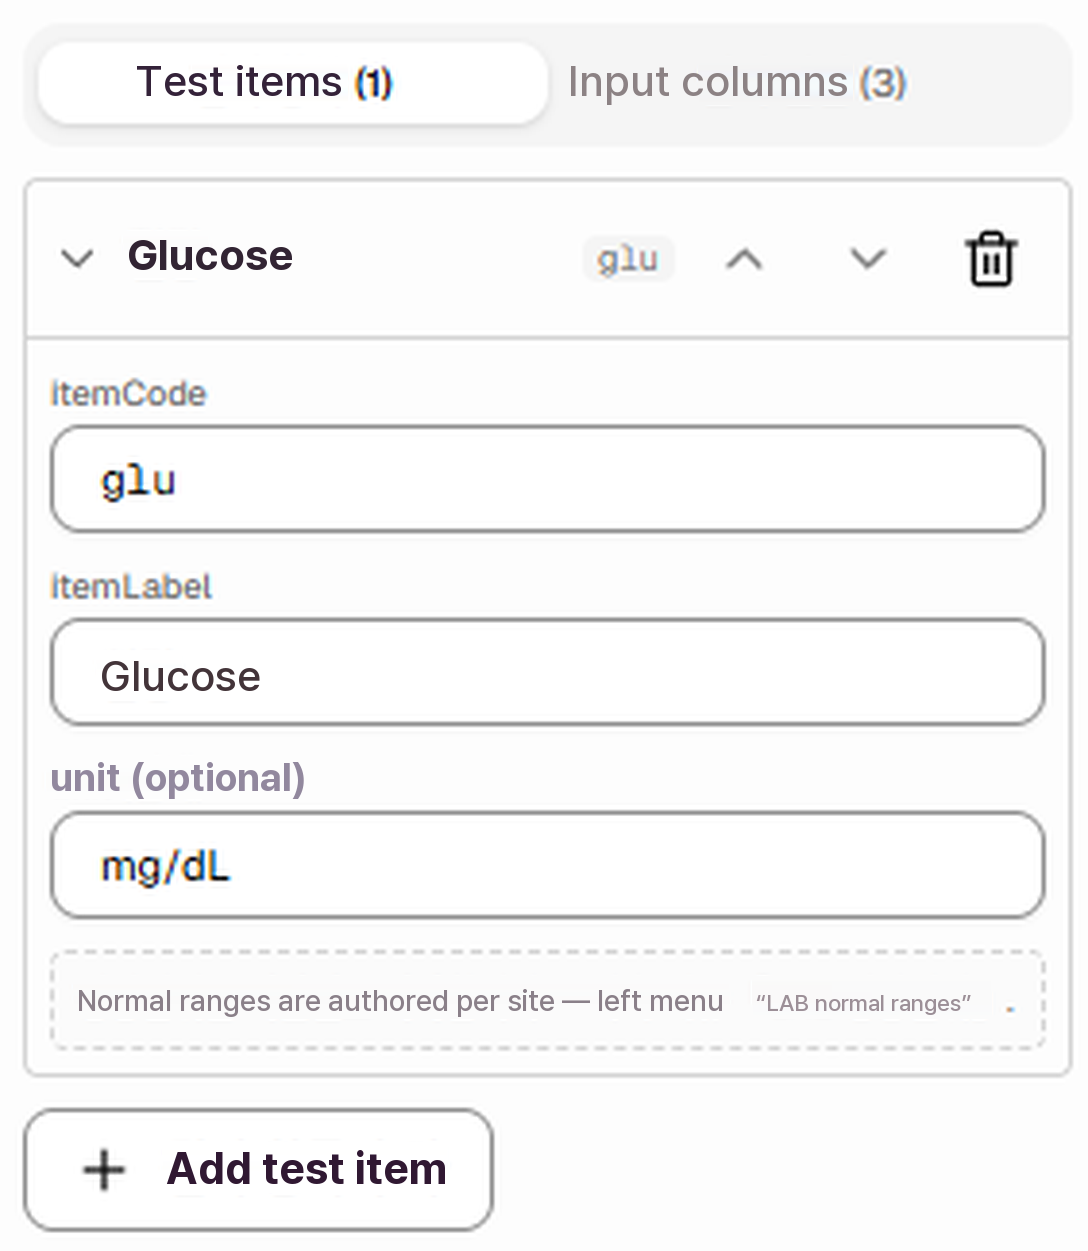 Test items (1) Input columns (3)
Glucose glu
itemCode
glu
itemLabel
Glucose
unit (optional)
mg/dL
Normal ranges are authored per site — left menu “LAB normal ranges” .
+ Add test item